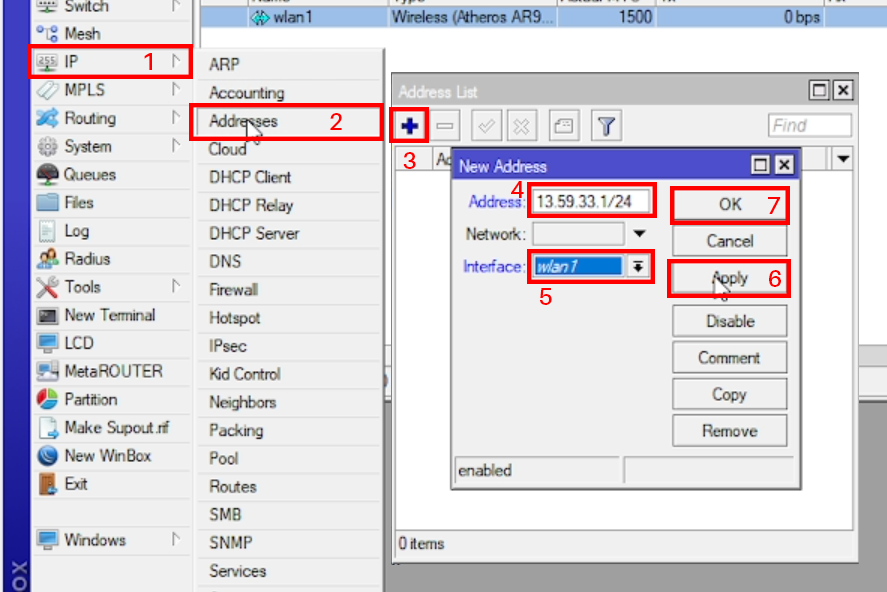 Switch
wlan1 Wireless (Atheros AR9... 1500 0 bps
Mesh
IP 1
MPLS
Routing
System
Queues
Files
Log
Radius
Tools
New Terminal
LCD
MetaROUTER
Partition
Make Supout.rif
New WinBox
Exit
Windows
ARP
Accounting
Addresses 2
Cloud
DHCP Client
DHCP Relay
DHCP Server
DNS
Firewall
Hotspot
IPsec
Kid Control
Neighbors
Packing
Pool
Routes
SMB
SNMP
Services
Address List
Find
3
New Address
4
Address: 13.59.33.1/24
Network:
Interface: wlan1
5
OK 7
Cancel
Apply 6
Disable
Comment
Copy
Remove
enabled
0 items